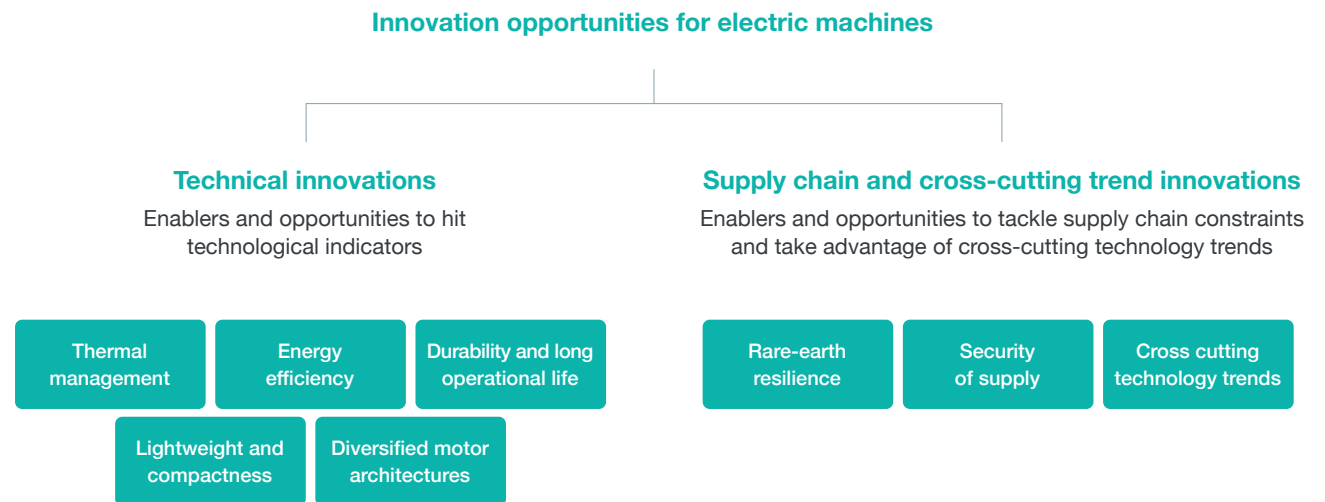 Innovation opportunities for electric machines
Technical innovations
Enablers and opportunities to hit
technological indicators
Supply chain and cross-cutting trend innovations
Enablers and opportunities to tackle supply chain constraints
and take advantage of cross-cutting technology trends
Thermal
management
Energy
efficiency
Durability and long
operational life
Lightweight and
compactness
Diversified motor
architectures
Rare-earth
resilience
Security
of supply
Cross cutting
technology trends